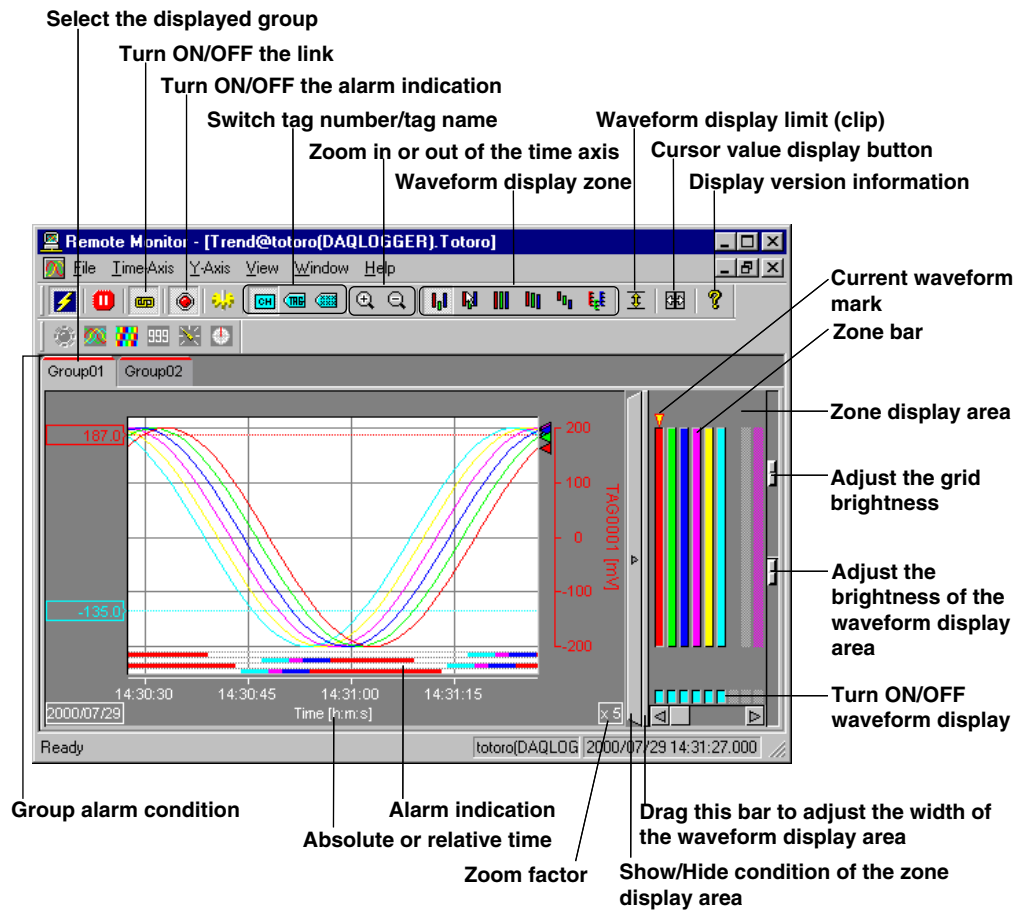 Select the displayed group
Turn ON/OFF the link
Turn ON/OFF the alarm indication
Switch tag number/tag name
Zoom in or out of the time axis
Waveform display zone
Waveform display limit (clip)
Cursor value display button
Display version information
Remote Monitor - [Trend@totoro(DAQLOGGER).Totoro]
File Time-Axis Y-Axis View Window Help
CH TAG
999
Group01 Group02
187.0
-135.0
200
100
0
-100
-200
TAG0001 [mV]
14:30:30 14:30:45 14:31:00 14:31:15
2000/07/29 Time [h:m:s] x 5
Ready totoro(DAQLOG 2000/07/29 14:31:27.000
Current waveform
mark
Zone bar
Zone display area
Adjust the grid
brightness
Adjust the
brightness of the
waveform display
area
Turn ON/OFF
waveform display
Group alarm condition
Alarm indication
Absolute or relative time
Zoom factor
Drag this bar to adjust the width of
the waveform display area
Show/Hide condition of the zone
display area